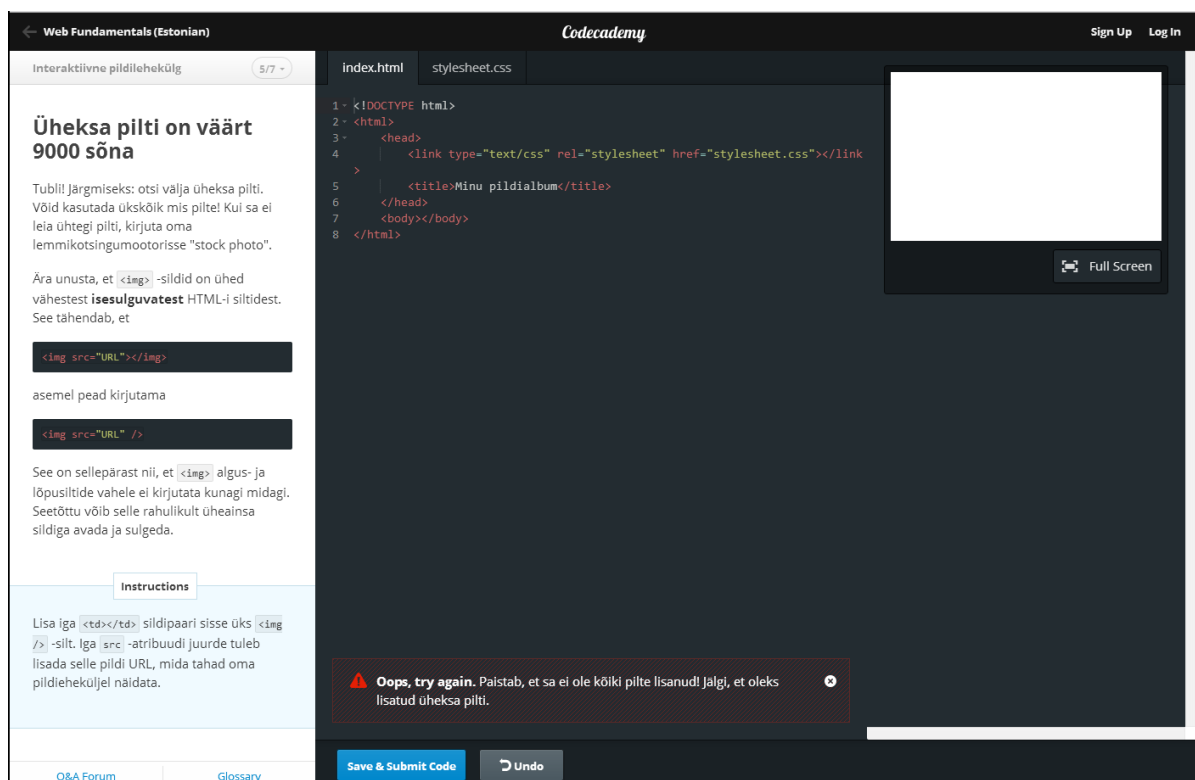 Web Fundamentals (Estonian)
Codecademy
Sign Up Log In
Interaktiivne pildilehekülg
5/7
index.html
stylesheet.css
Üheksa pilti on väärt
9000 sõna
Tubli! Järgmiseks: otsi välja üheksa pilti.
Võid kasutada ükskõik mis pilte! Kui sa ei
leia ühtegi pilti, kirjuta oma
lemmikotsingumootorisse "stock photo".
Ära unusta, et <img> -sildid on ühed
vähestest isesulguvatest HTML-i siltidest.
See tähendab, et
<img src="URL"></img>
asemel pead kirjutama
<img src="URL" />
See on sellepärast nii, et <img> algus- ja
lõpusiltide vahele ei kirjutata kunagi midagi.
Seetõttu võib selle rahulikult üheainsa
sildiga avada ja sulgeda.
Instructions
Lisa iga <td></td> sildipaari sisse üks <img
/> -silt. Iga src -atribuudi juurde tuleb
lisada selle pildi URL, mida tahad oma
pildieheküljel näidata.
Q&A Forum
Glossary
1 <!DOCTYPE html>
2 <html>
3 <head>
4 <link type="text/css" rel="stylesheet" href="stylesheet.css"></link
>
5 <title>Minu pildialbum</title>
6 </head>
7 <body></body>
8 </html>
Full Screen
Oops, try again. Paistab, et sa ei ole kõiki pilte lisanud! Jälgi, et oleks
lisatud üheksa pilti.
Save & Submit Code
Undo